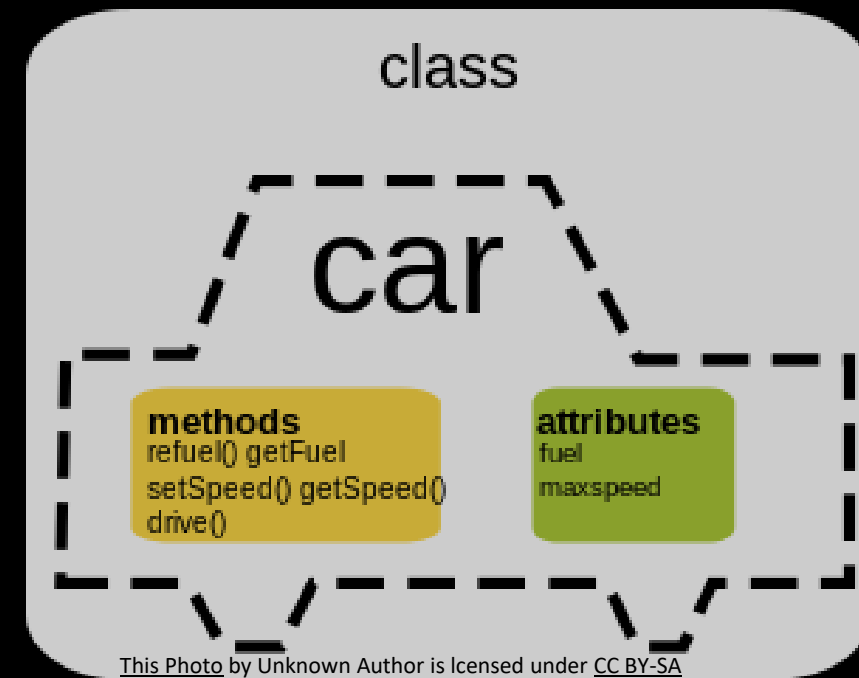 class
car
methods
refuel() getFuel
setSpeed() getSpeed()
drive()
attributes
fuel
maxspeed
This Photo by Unknown Author is lcensed under CC BY-SA